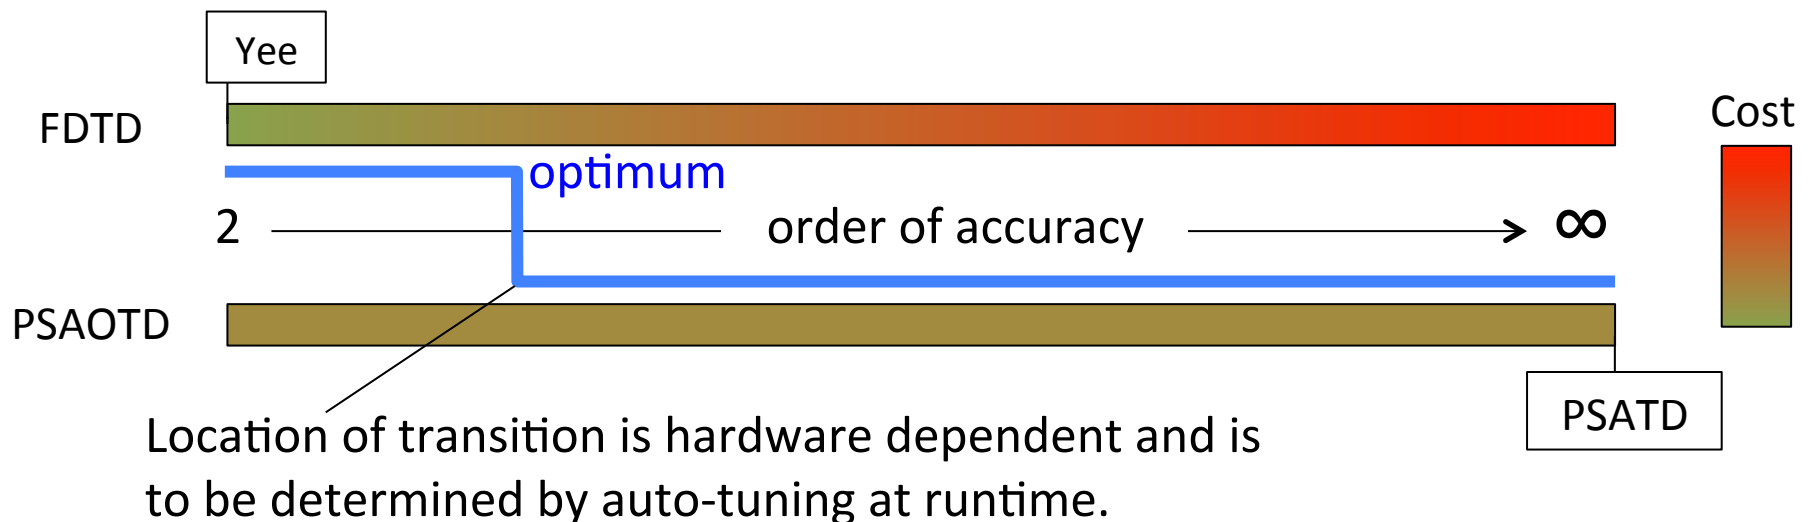 Yee
FDTD
Cost
optimum
2
order of accuracy
∞
PSAOTD
PSATD
Location of transition is hardware dependent and is
to be determined by auto-tuning at runtime.